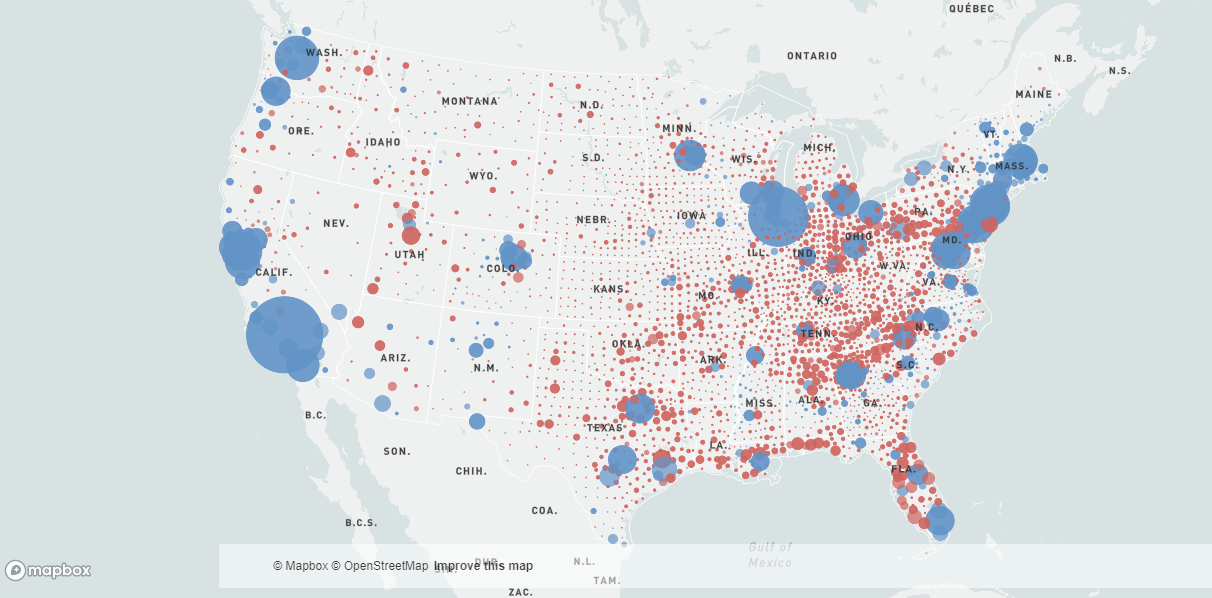 QUÉBEC
WASH.
ONTARIO
N.B.
N.S.
MONTANA
N.D.
MAINE
ORE.
IDAHO
MINN.
VT.
S.D.
WIS.
MICH.
N.Y.
MASS.
WYO.
NEV.
NEBR.
IOWA
PA.
UTAH
COLO.
ILL.
IND.
OHIO
MD.
W.VA.
CALIF.
KANS.
MO.
KY.
VA.
ARIZ.
N.M.
OKLA.
ARK.
TENN.
N.C.
S.C.
B.C.
MISS.
ALA.
GA.
TEXAS
LA.
SON.
CHIH.
FLA.
COA.
B.C.S.
Gulf of
Mexico
DUR.
N.L.
TAM.
ZAC.
mapbox
© Mapbox © OpenStreetMap Improve this map